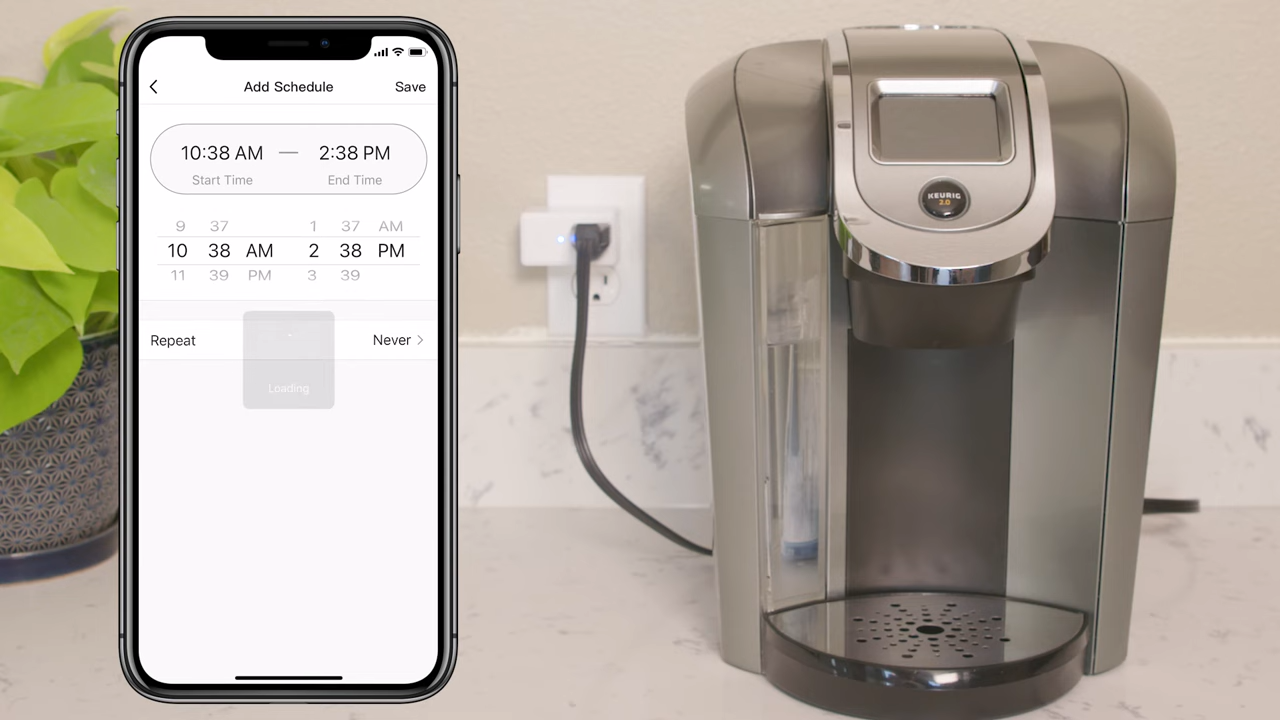 Add Schedule Save
10:38 AM — 2:38 PM
Start Time End Time
9 37 1 37 AM
10 38 AM 2 38 PM
11 39 PM 3 39
Repeat Never
Loading
KEURIG
2.0